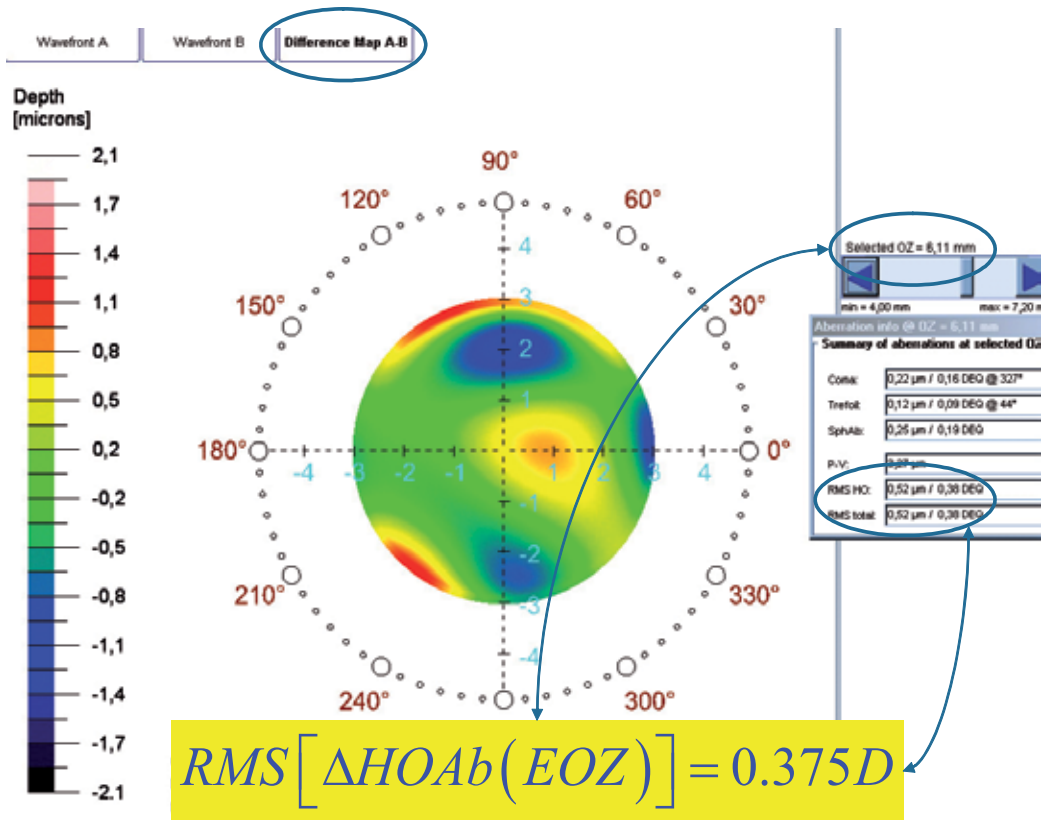 Wavefront A
Wavefront B
Difference Map A-B
Depth
[microns]
2,1
1,7
1,4
1,1
0,8
0,5
0,2
-0,2
-0,5
-0,8
-1,1
-1,4
-1,7
-2.1
90°
120°
60°
150°
30°
180°
0°
210°
330°
240°
300°
4
3
2
1
-1
-2
-3
-4
-4
-3
-2
-1
1
2
3
4
Selected OZ = 6,11 mm
min = 4,00 mm
max = 7,20 m
Aberration info @ OZ = 6,11 mm
Summary of aberrations at selected OZ
Coma: 0,22 µm / 0,16 DEQ @ 327°
Trefoil: 0,12 µm / 0,09 DEQ @ 44°
SphAb: 0,25 µm / 0,19 DEQ
P-V: µm
RMS HO: 0,52 µm / 0,38 DEQ
RMS total: 0,52 µm / 0,38 DEQ
RMS[ΔHOAb(EOZ)] = 0.375D